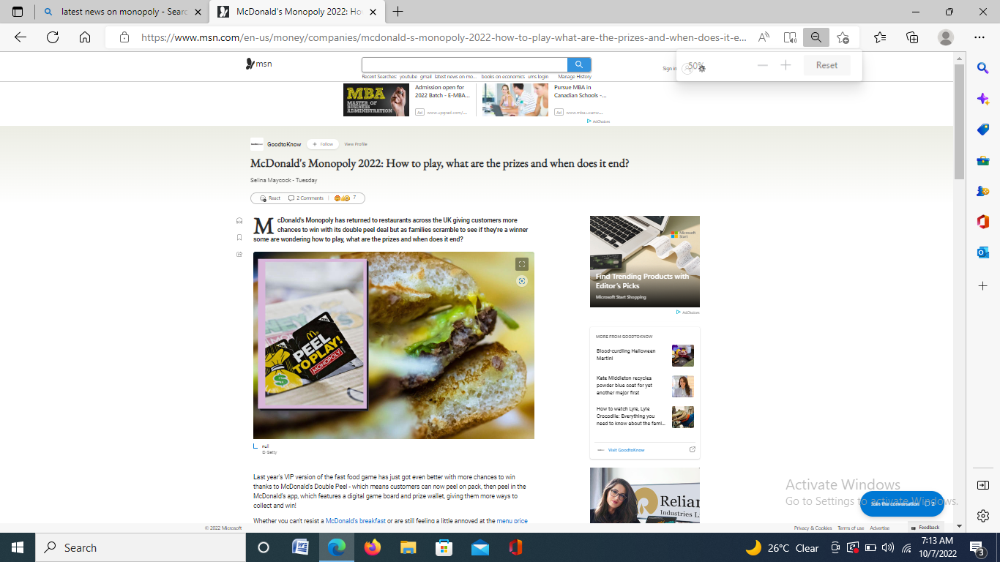 latest news on monopoly - Searc
McDonald's Monopoly 2022: Ho
https://www.msn.com/en-us/money/companies/mcdonald-s-monopoly-2022-how-to-play-what-are-the-prizes-and-when-does-it-e...
50%
Reset
msn
Sign in
Recent Searches: youtube gmail latest news on mo... books on economics ums login Manage History
MBA
MASTER OF
BUSINESS
ADMINISTRATION
Admission open for
2022 Batch - E-MBA...
Ad www.upgrad.com/...
Pursue MBA in
Canadian Schools -...
Ad
AdChoices
GoodtoKnow
+ Follow
View Profile
McDonald's Monopoly 2022: How to play, what are the prizes and when does it end?
Selina Maycock - Tuesday
React 2 Comments | 7
McDonald's Monopoly has returned to restaurants across the UK giving customers more
chances to win with its double peel deal but as families scramble to see if they're a winner
some are wondering how to play, what are the prizes and when does it end?
PEEL
TO PLAY!
MONOPOLY
null
© Getty
Last year's VIP version of the fast food game has just got even better with more chances to win
thanks to McDonald's Double Peel - which means customers can now peel on pack, then peel in the
McDonald's app, which features a digital game board and prize wallet, giving them more ways to
collect and win!
Whether you can't resist a McDonald's breakfast or are still feeling a little annoyed at the menu price
Microsoft
Start
Find Trending Products with
Editor's Picks
Microsoft Start Shopping
AdChoices
MORE FROM GOODTOKNOW
Blood-curdling Halloween
Martini
Kate Middleton recycles
powder blue coat for yet
another major first
How to watch Lyle, Lyle
Crocodile: Everything you
need to know about the fami...
Visit GoodtoKnow
Relian
Industries L
Activate Windows
Go to Settings to activate Windows.
Join the conversation 2
© 2022 Microsoft
Privacy & Cookies Terms of use Advertise Feedback
Search
26°C Clear
7:13 AM
10/7/2022
3